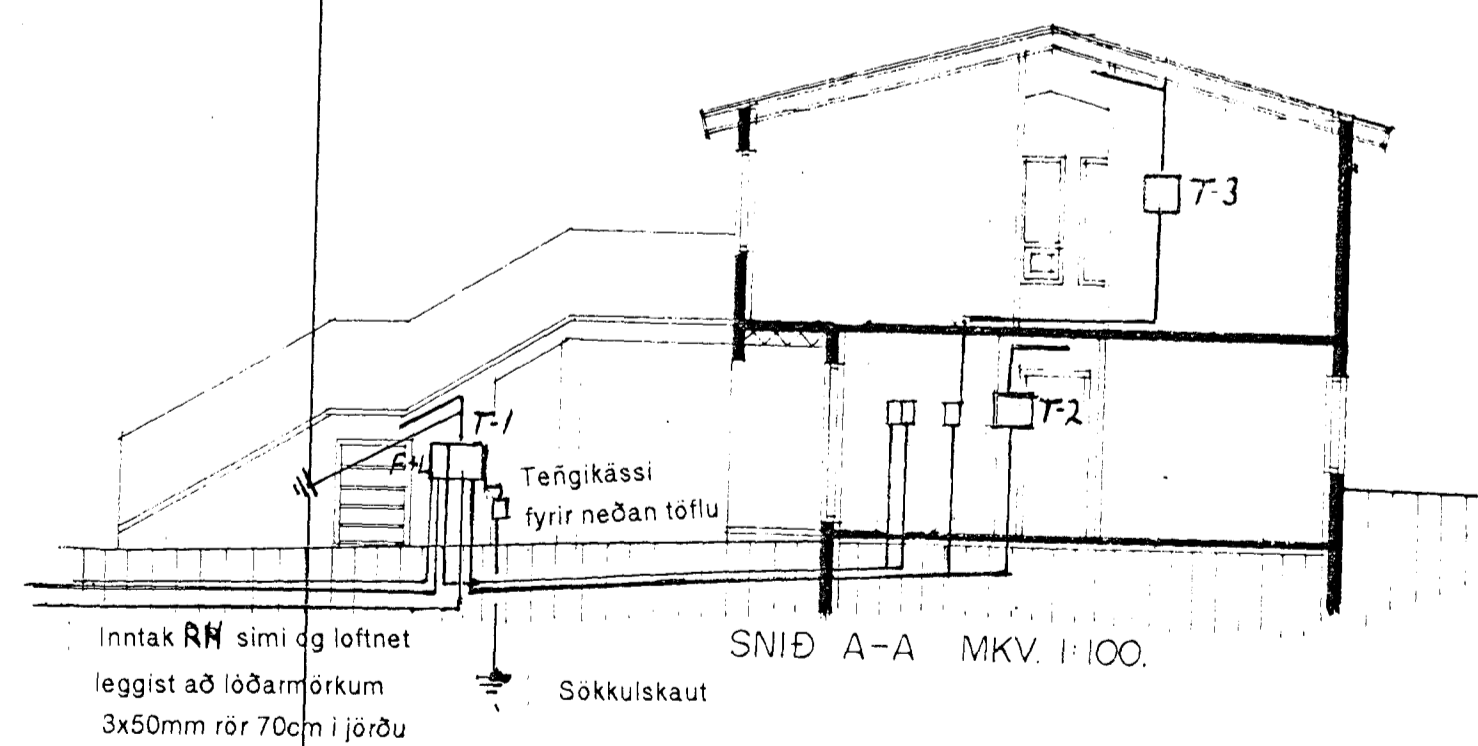 T-3
T-1
T-2
Tengikassi
fyrir neðan töflu
Inntak RH simi og loftnet
leggist að lóðarmörkum
3x50mm rör 70cm i jörðu
SNIÐ A-A MKV. 1:100.
Sökkulskaut